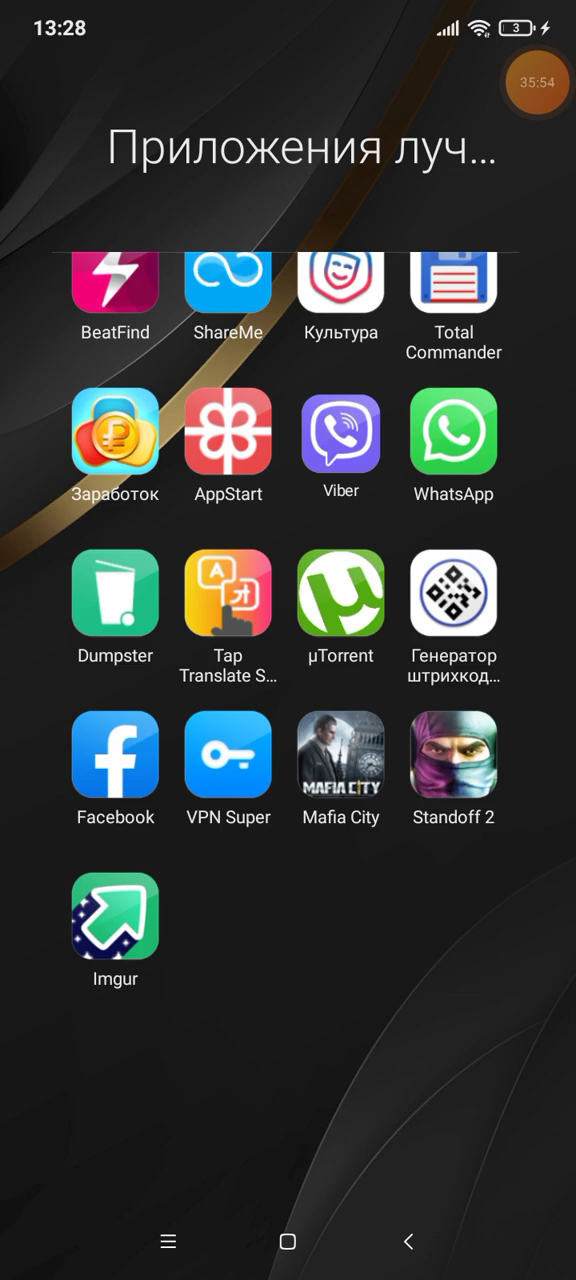 13:28
3
35:54
Приложения луч...
BeatFind
ShareMe
Культура
Total
Commander
Заработок
AppStart
Viber
WhatsApp
Dumpster
Tap
Translate S...
µTorrent
Генератор
штрихкод...
Facebook
VPN Super
MAFIA CITY
Mafia City
Standoff 2
Imgur